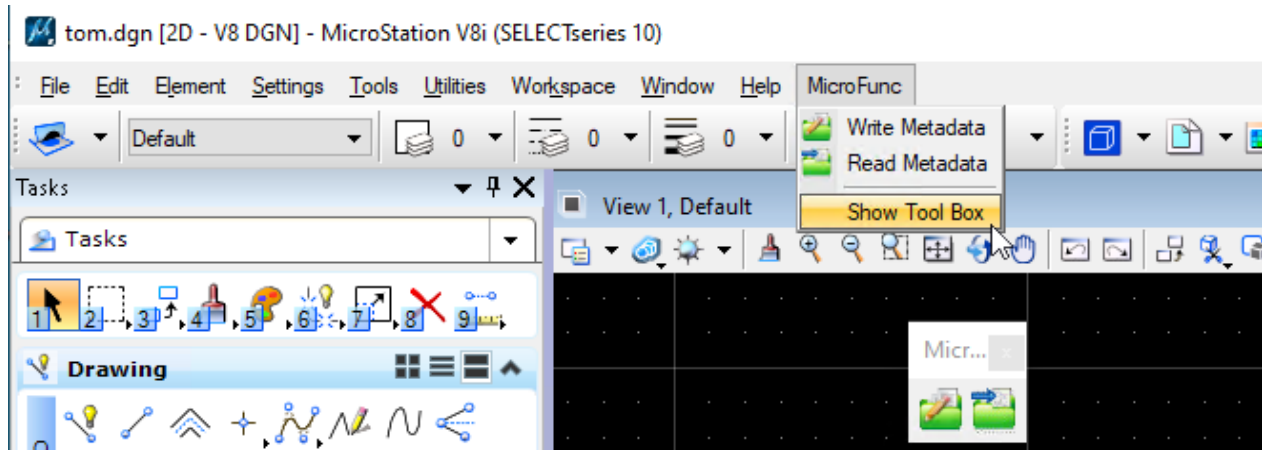 tom.dgn [2D - V8 DGN] - MicroStation V8i (SELECTseries 10)
File Edit Element Settings Tools Utilities Workspace Window Help MicroFunc
Default 0 0 0
Write Metadata
Read Metadata
Show Tool Box
Tasks
View 1, Default
Tasks
1 2 3 4 5 6 7 8 9
Micr...
Drawing